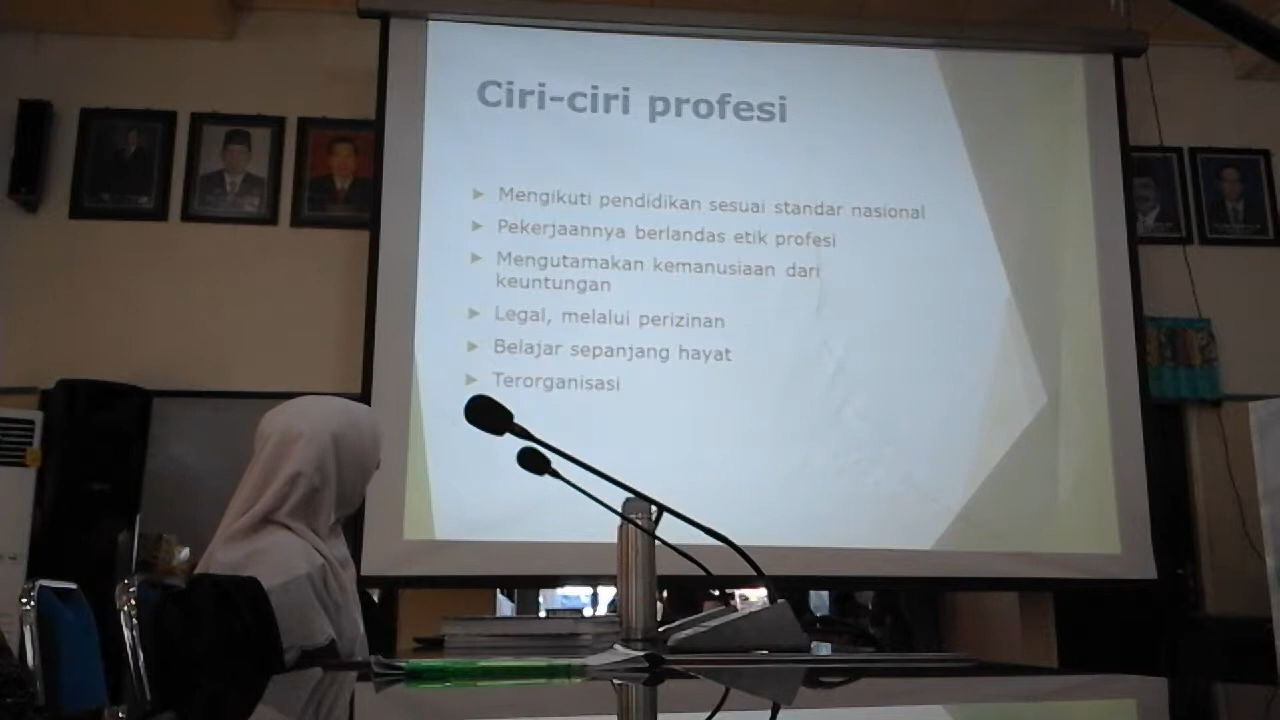 Ciri-ciri profesi
Mengikuti pendidikan sesuai standar nasional
Pekerjaannya berlandas etik profesi
Mengutamakan kemanusiaan dari
keuntungan
Legal, melalui perizinan
Belajar sepanjang hayat
Terorganisasi